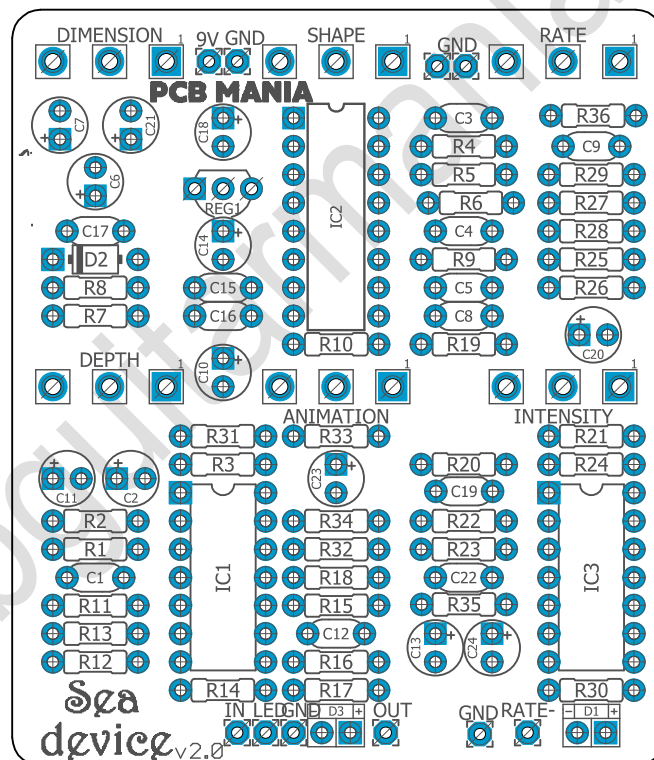 DIMENSION 9V GND SHAPE GND RATE
1 1 1
PCB MANIA
C7 C21 C18 C3 R36
R4 C9
C6 R5 R29
REG1 IC2 R6 R27
C17 C14 C4 R28
D2 R9 R25
R8 C15 C5 R26
R7 C16 C8
R10 R19 C20
DEPTH C10 1 1 1
ANIMATION INTENSITY
R31 R33 R21
R3 C23 R20 R24
C11 C2 C19
R2 R34 R22
R1 R32 R23
C1 IC1 R18 C22 IC3
R11 R15 R35
R13 C12 C13 C24
R12 R16
R14 R17 R30
Sea IN LED GND D3 + OUT GND RATE- - D1 +
device v2.0